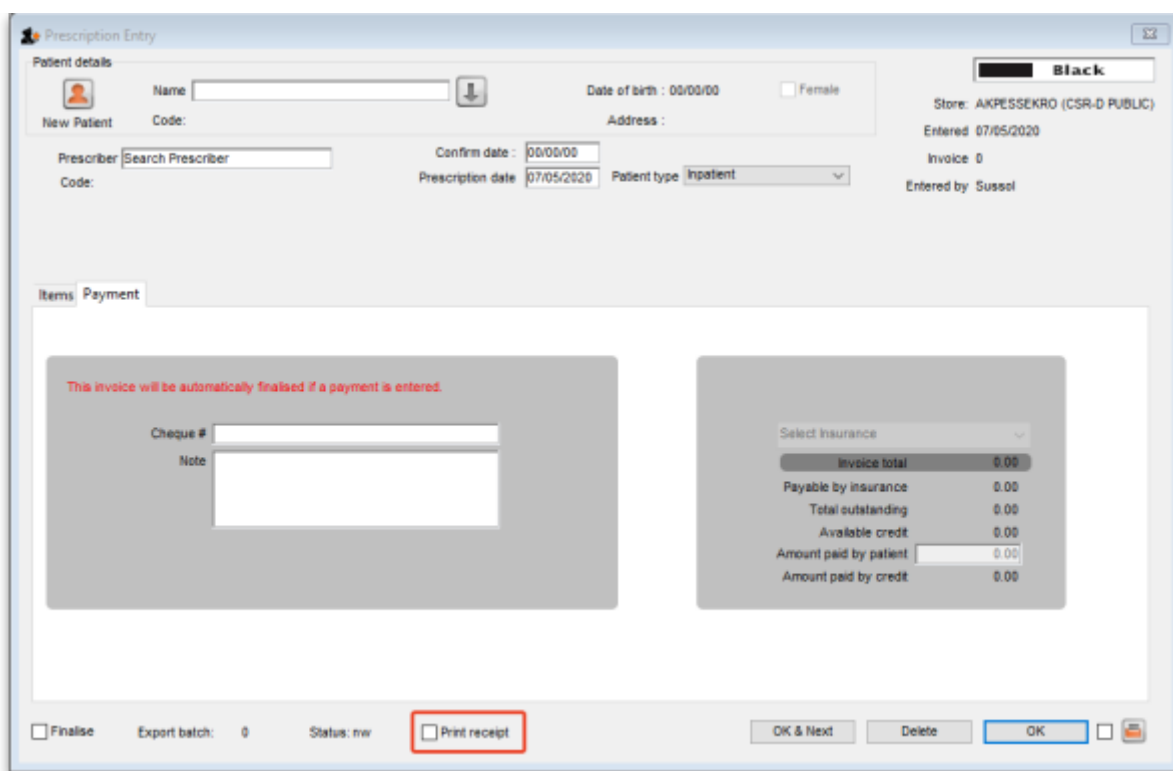 Prescription Entry
Patient details
Black
Name
Date of birth : 00/00/00
Female
Store: AKPESSEKRO (CSR-D PUBLIC)
New Patient
Code:
Address :
Entered 07/05/2020
Prescriber Search Prescriber
Confirm date : 00/00/00
Invoice 0
Code:
Prescription date 07/05/2020
Patient type Inpatient
Entered by Sussol
Items Payment
This invoice will be automatically finalised if a payment is entered.
Cheque #
Note
Select Insurance
Invoice total 0.00
Payable by insurance 0.00
Total outstanding 0.00
Available credit 0.00
Amount paid by patient 0.00
Amount paid by credit 0.00
Finalise Export batch: 0 Status: nw Print receipt OK & Next Delete OK